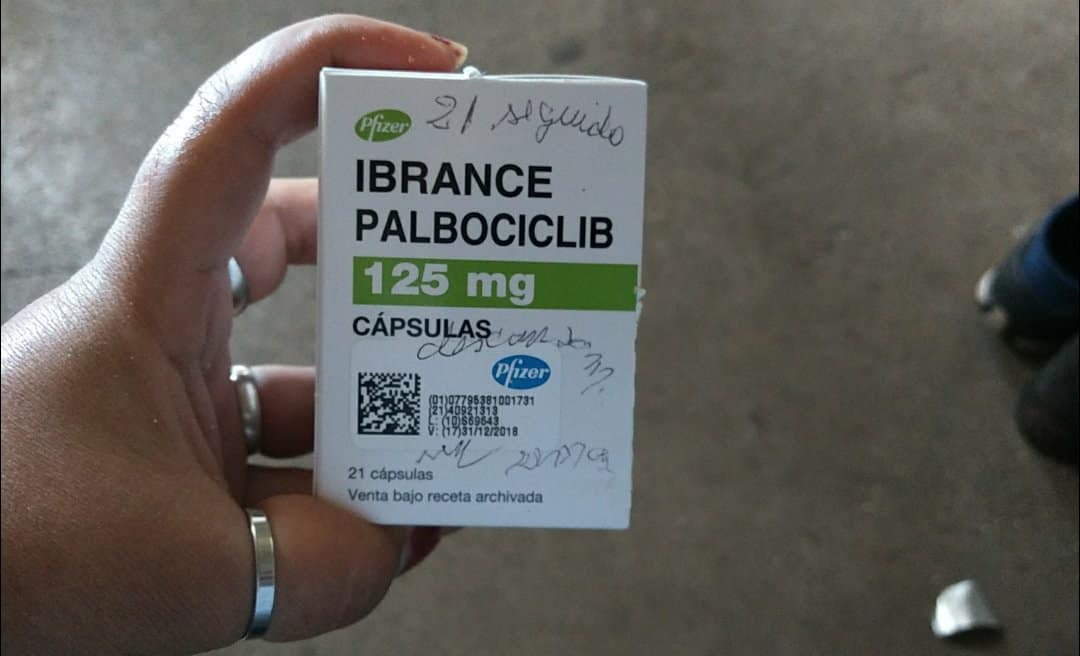 Pfizer 21 seguido
IBRANCE
PALBOCICLIB
125 mg
CÁPSULAS
Pfizer
(01)07795381001731
(21)40921313
L: (10)S69643
V: (17)31/12/2018
21 cápsulas
Venta bajo receta archivada